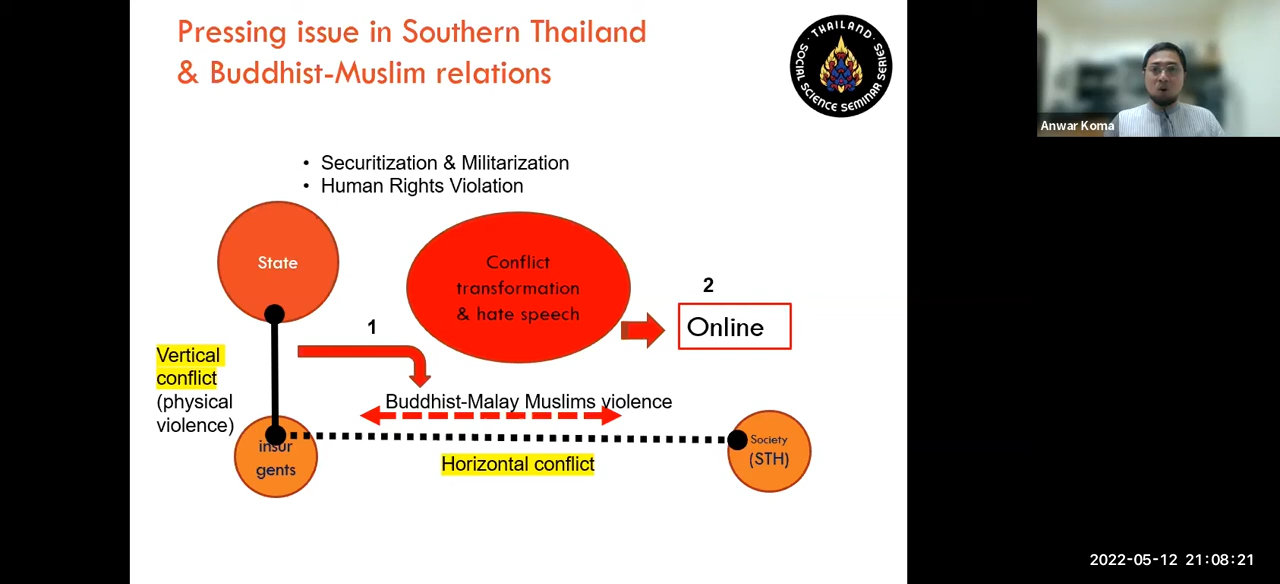 Pressing issue in Southern Thailand
& Buddhist-Muslim relations
THAILAND
SOCIAL SCIENCE SEMINAR SERIES
Anwar Koma
• Securitization & Militarization
• Human Rights Violation
State
Conflict
transformation
& hate speech
2
Online
1
Vertical
conflict
(physical
violence)
Buddhist-Malay Muslims violence
insur
gents
Society
(STH)
Horizontal conflict
2022-05-12 21:08:21